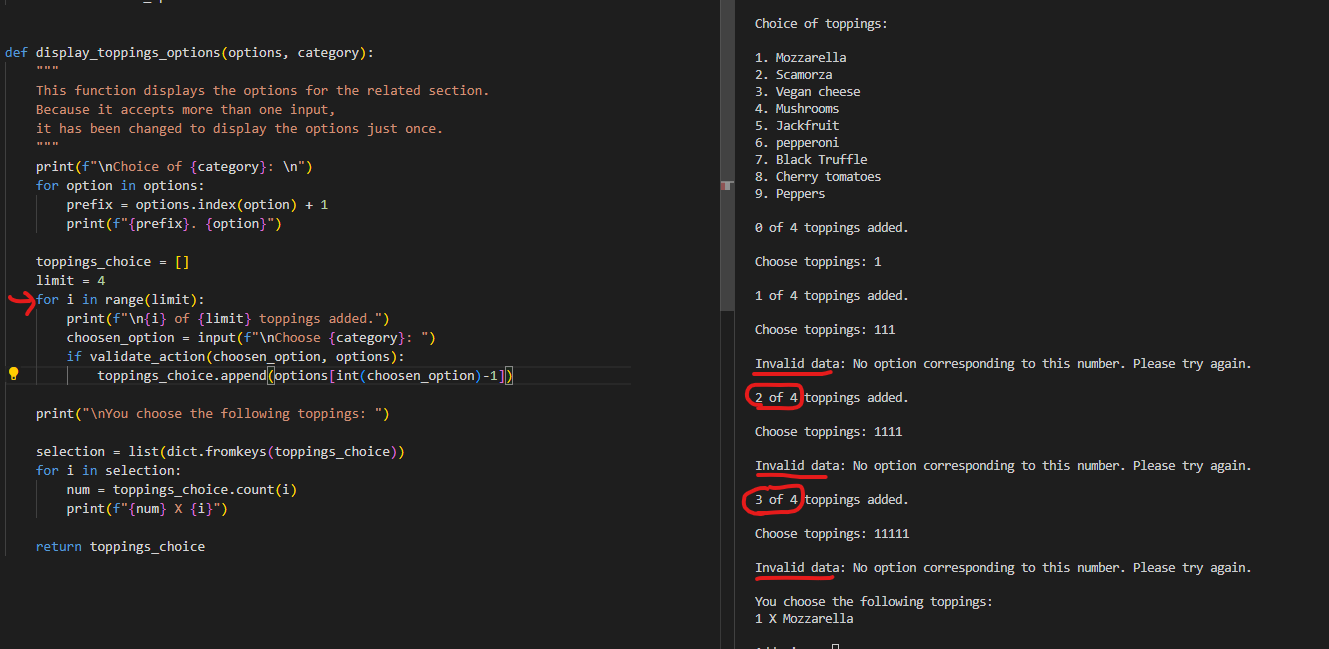 def display_toppings_options(options, category):
"""
This function displays the options for the related section.
Because it accepts more than one input,
it has been changed to display the options just once.
"""
print(f"\nChoice of {category}: \n")
for option in options:
prefix = options.index(option) + 1
print(f"{prefix}. {option}")
toppings_choice = []
limit = 4
for i in range(limit):
print(f"\n{i} of {limit} toppings added.")
choosen_option = input(f"\nChoose {category}: ")
if validate_action(choosen_option, options):
toppings_choice.append(options[int(choosen_option)-1])
print("\nYou choose the following toppings: ")
selection = list(dict.fromkeys(toppings_choice))
for i in selection:
num = toppings_choice.count(i)
print(f"{num} X {i}")
return toppings_choice
Choice of toppings:
1. Mozzarella
2. Scamorza
3. Vegan cheese
4. Mushrooms
5. Jackfruit
6. pepperoni
7. Black Truffle
8. Cherry tomatoes
9. Peppers
0 of 4 toppings added.
Choose toppings: 1
1 of 4 toppings added.
Choose toppings: 111
Invalid data: No option corresponding to this number. Please try again.
2 of 4 toppings added.
Choose toppings: 1111
Invalid data: No option corresponding to this number. Please try again.
3 of 4 toppings added.
Choose toppings: 11111
Invalid data: No option corresponding to this number. Please try again.
You choose the following toppings:
1 X Mozzarella